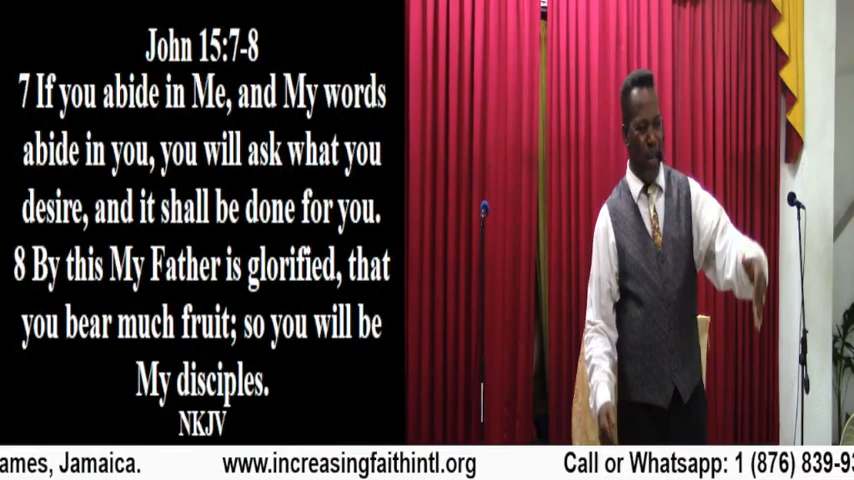 John 15:7-8
7 If you abide in Me, and My words
abide in you, you will ask what you
desire, and it shall be done for you.
8 By this My Father is glorified, that
you bear much fruit; so you will be
My disciples.
NKJV
Jamaica. www.increasingfaithintl.org Call or Whatsapp: 1 (876)